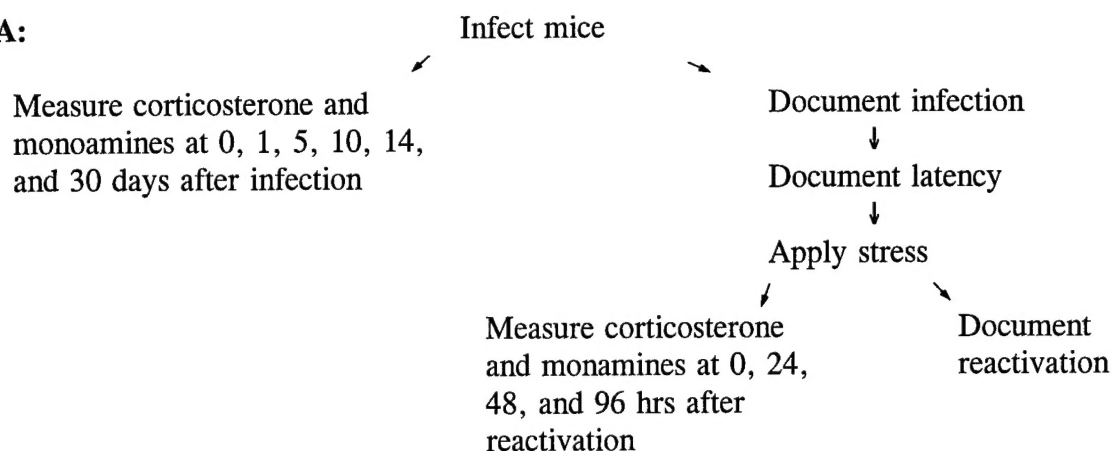 A:
Infect mice
Measure corticosterone and
monoamines at 0, 1, 5, 10, 14,
and 30 days after infection
Document infection
Document latency
Apply stress
Measure corticosterone
and monamines at 0, 24,
48, and 96 hrs after
reactivation
Document
reactivation